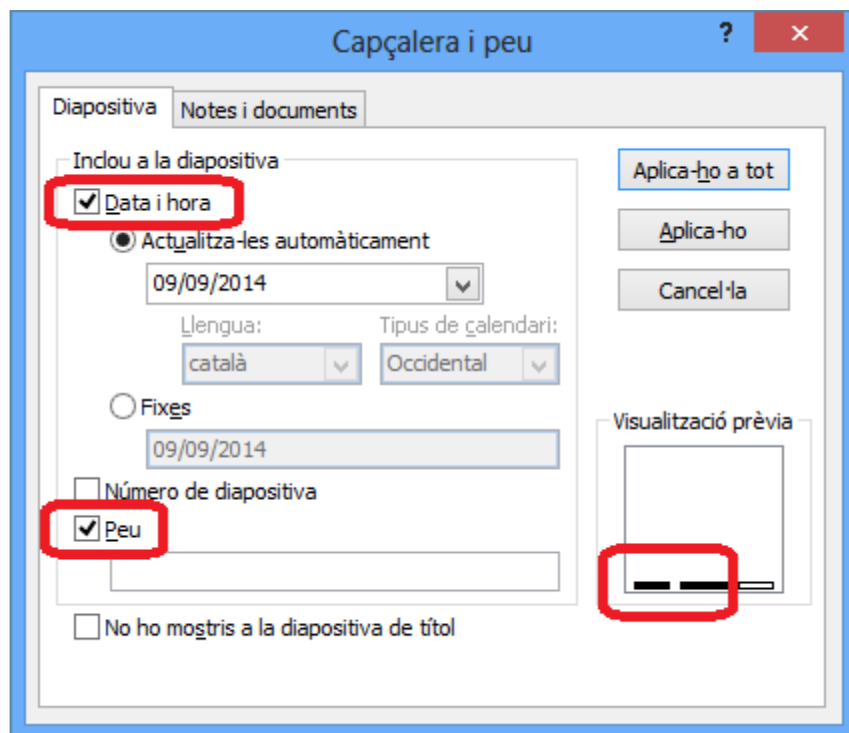 Capçalera i peu
?
×
Diapositiva
Notes i documents
Inclou a la diapositiva
Data i hora
Actualitza-les automàticament
09/09/2014
Llengua:
Tipus de calendari:
català
Occidental
Fixes
09/09/2014
Número de diapositiva
Peu
No ho mostris a la diapositiva de títol
Aplica-ho a tot
Aplica-ho
Cancel·la
Visualització prèvia